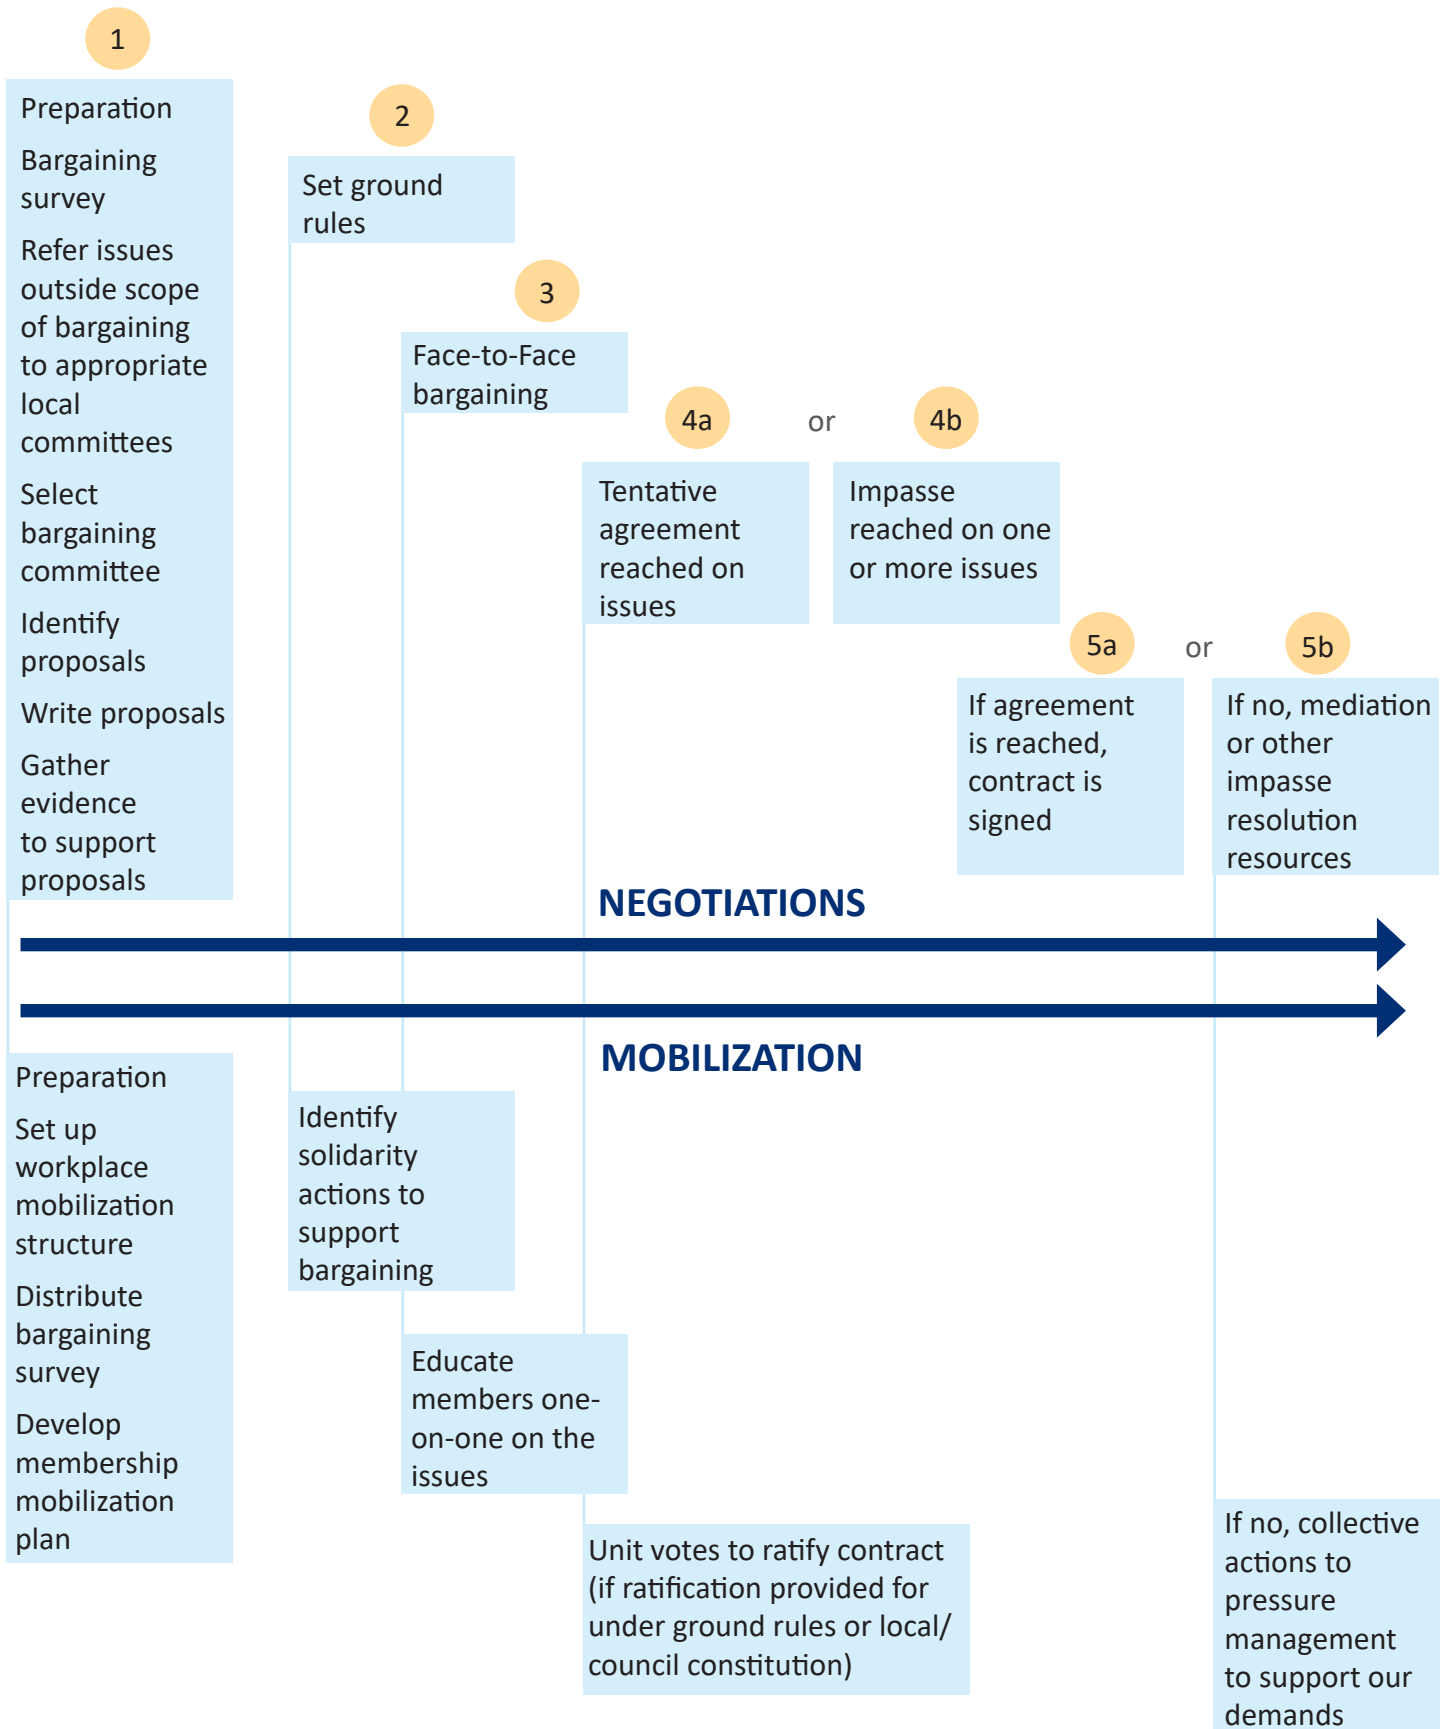 1
Preparation
Bargaining
survey
Refer issues
outside scope
of bargaining
to appropriate
local
committees
Select
bargaining
committee
Identify
proposals
Write proposals
Gather
evidence
to support
proposals
2
Set ground
rules
3
Face-to-Face
bargaining
4a
or
4b
Tentative
agreement
reached on
issues
Impasse
reached on one
or more issues
5a
or
5b
If agreement
is reached,
contract is
signed
If no, mediation
or other
impasse
resolution
resources
NEGOTIATIONS
MOBILIZATION
Preparation
Set up
workplace
mobilization
structure
Distribute
bargaining
survey
Develop
membership
mobilization
plan
Identify
solidarity
actions to
support
bargaining
Educate
members one-
on-one on the
issues
Unit votes to ratify contract
(if ratification provided for
under ground rules or local/
council constitution)
If no, collective
actions to
pressure
management
to support our
demands